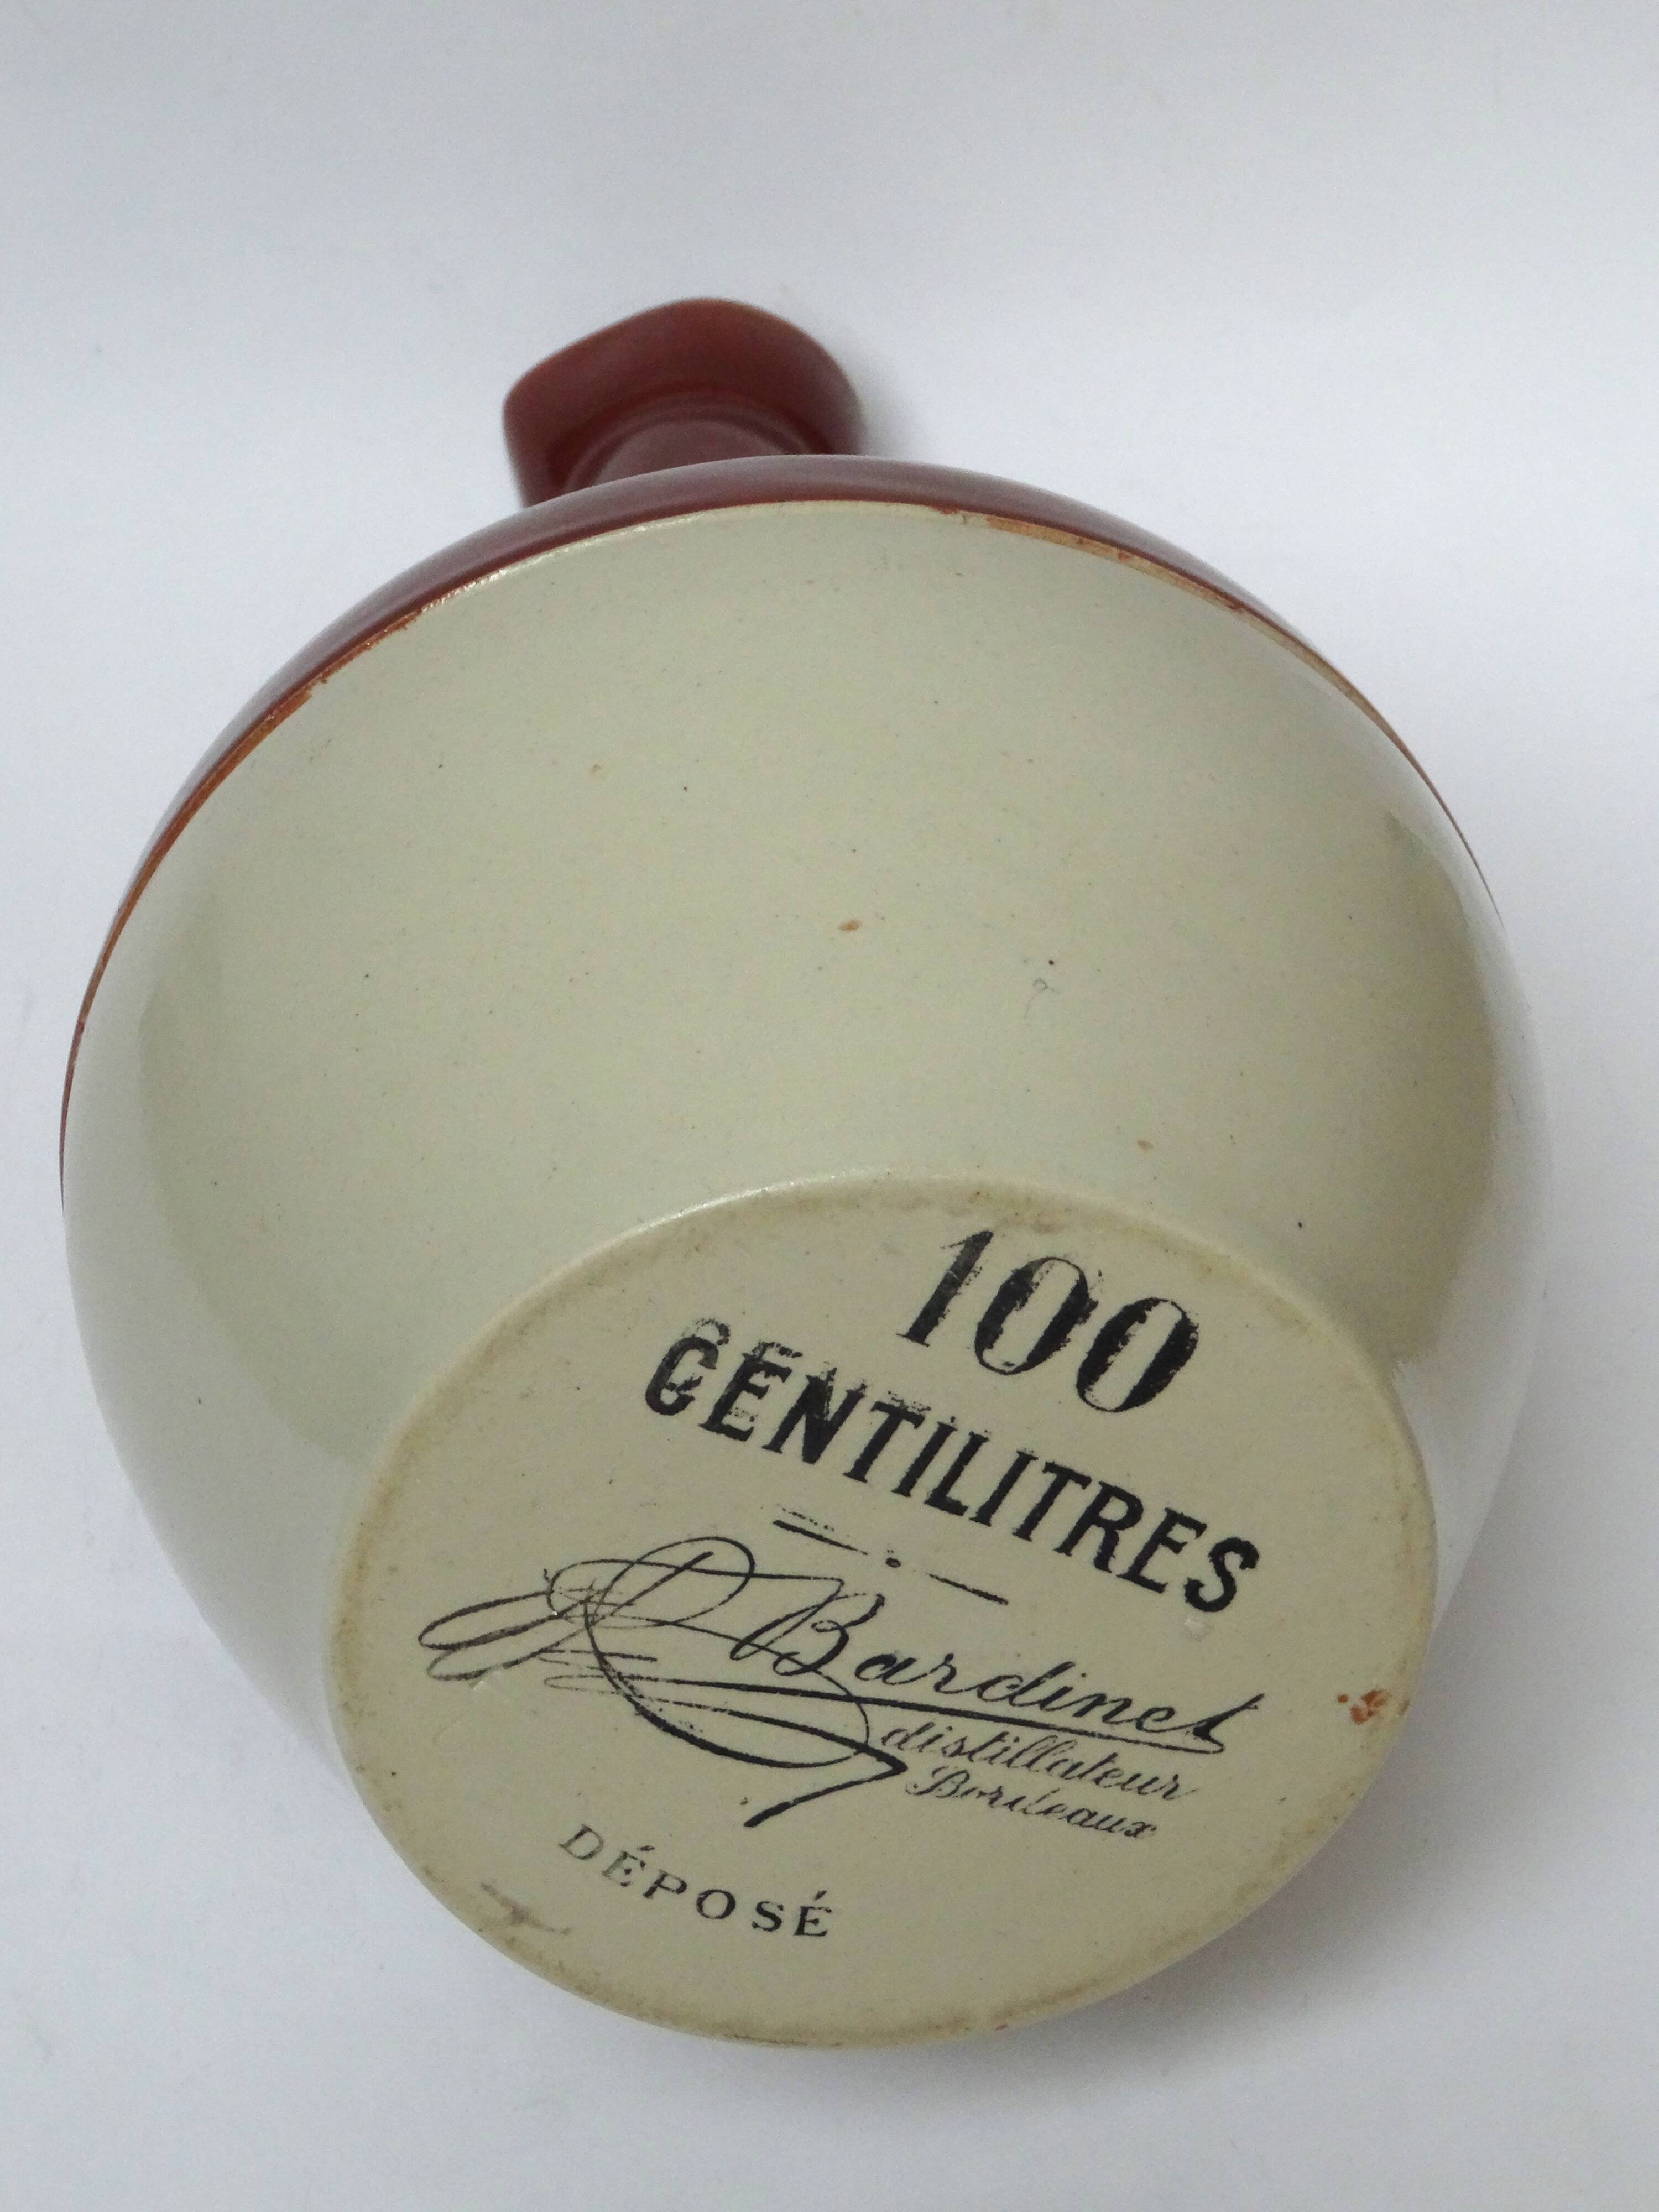 100
CENTILITRES
Bardinet
distillateur
Bordeaux
DÉPOSÉ